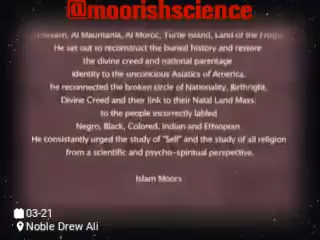 @moorishscience
Al Mauritania, Al Moroc, Turtle Island, Land of the
He set out to reconstruct the buried history and restore
the divine creed and national parentage
identity to the unconcious Asiatics of America.
he reconnected the broken circle of Nationality, Birthright,
Divine Creed and their link to their Natal Land Mass;
to the people incorrectly labled
Negro, Black, Colored, Indian and Ethiopian
He consistantly urged the study of "Self" and the study of all religion
from a scientific and psycho-spiritual perspective.
Islam Moors
03-21
Noble Drew Ali